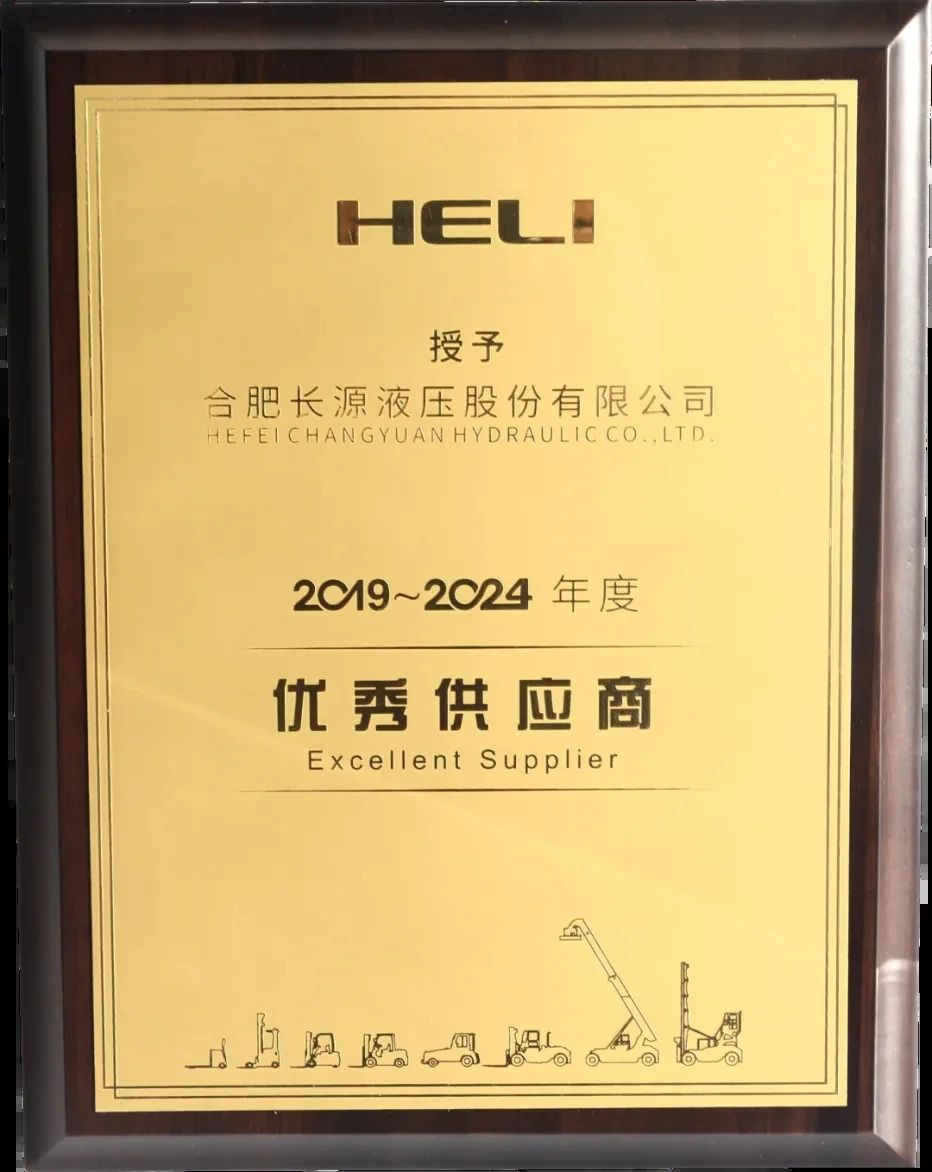 HELI
授予
合肥长源液压股份有限公司
HEFEI CHANGYUAN HYDRAULIC CO.,LTD.
2019~2024 年度
优秀供应商
Excellent Supplier